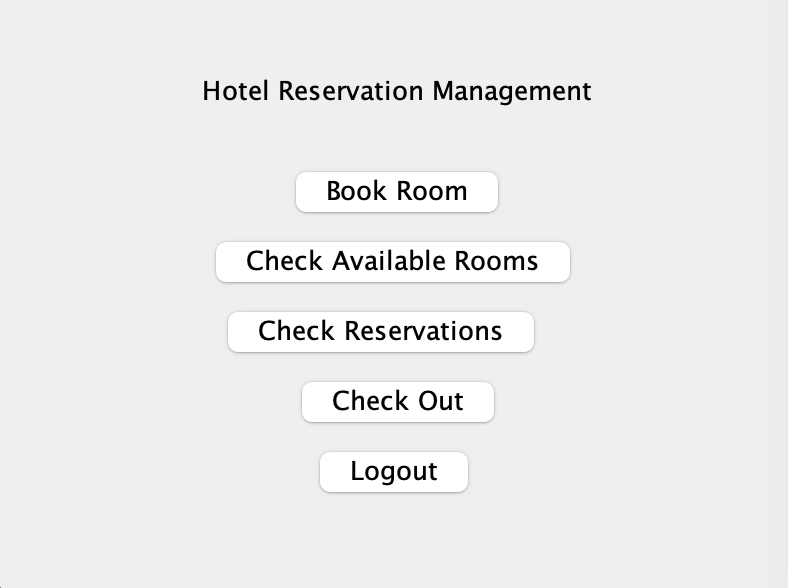 Hotel Reservation Management
Book Room
Check Available Rooms
Check Reservations
Check Out
Logout